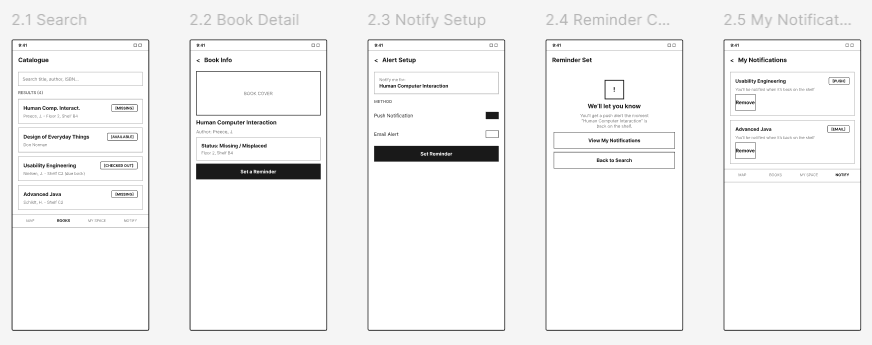 2.1 Search
9:41
Catalogue
Search title, author, ISBN...
RESULTS (4)
Human Comp. Interact.
[MISSING]
Preece, J. - Floor 3, Shelf B4
Design of Everyday Things
[AVAILABLE]
Don Norman
Usability Engineering
[CHECKED OUT]
Nielsen, J. - Shelf C2
Advanced Java
[MISSING]
Schildt, H. - Shelf C2
MAP
BOOKS
MY SPACE
NOTIFY
2.2 Book Detail
9:41
< Book Info
BOOK COVER
Human Computer Interaction
Author: Preece, J.
Status: Missing / Misplaced
Shelf B4
Set a Reminder
2.3 Notify Setup
9:41
< Alert Setup
Notify me for:
Human Computer Interaction
METHOD
Push Notification
Email Alert
Set Reminder
2.4 Reminder C...
9:41
Reminder Set
!
We'll let you know
You'll get a push alert the moment
"Human Computer Interaction" is
back on the shelf.
View My Notifications
Back to Search
2.5 My Notificat...
9:41
< My Notifications
Usability Engineering
[PUSH]
You'll be notified when it's back on the shelf
Remove
Advanced Java
[EMAIL]
You'll be notified when it's back on the shelf
Remove
MAP
BOOKS
MY SPACE
NOTIFY